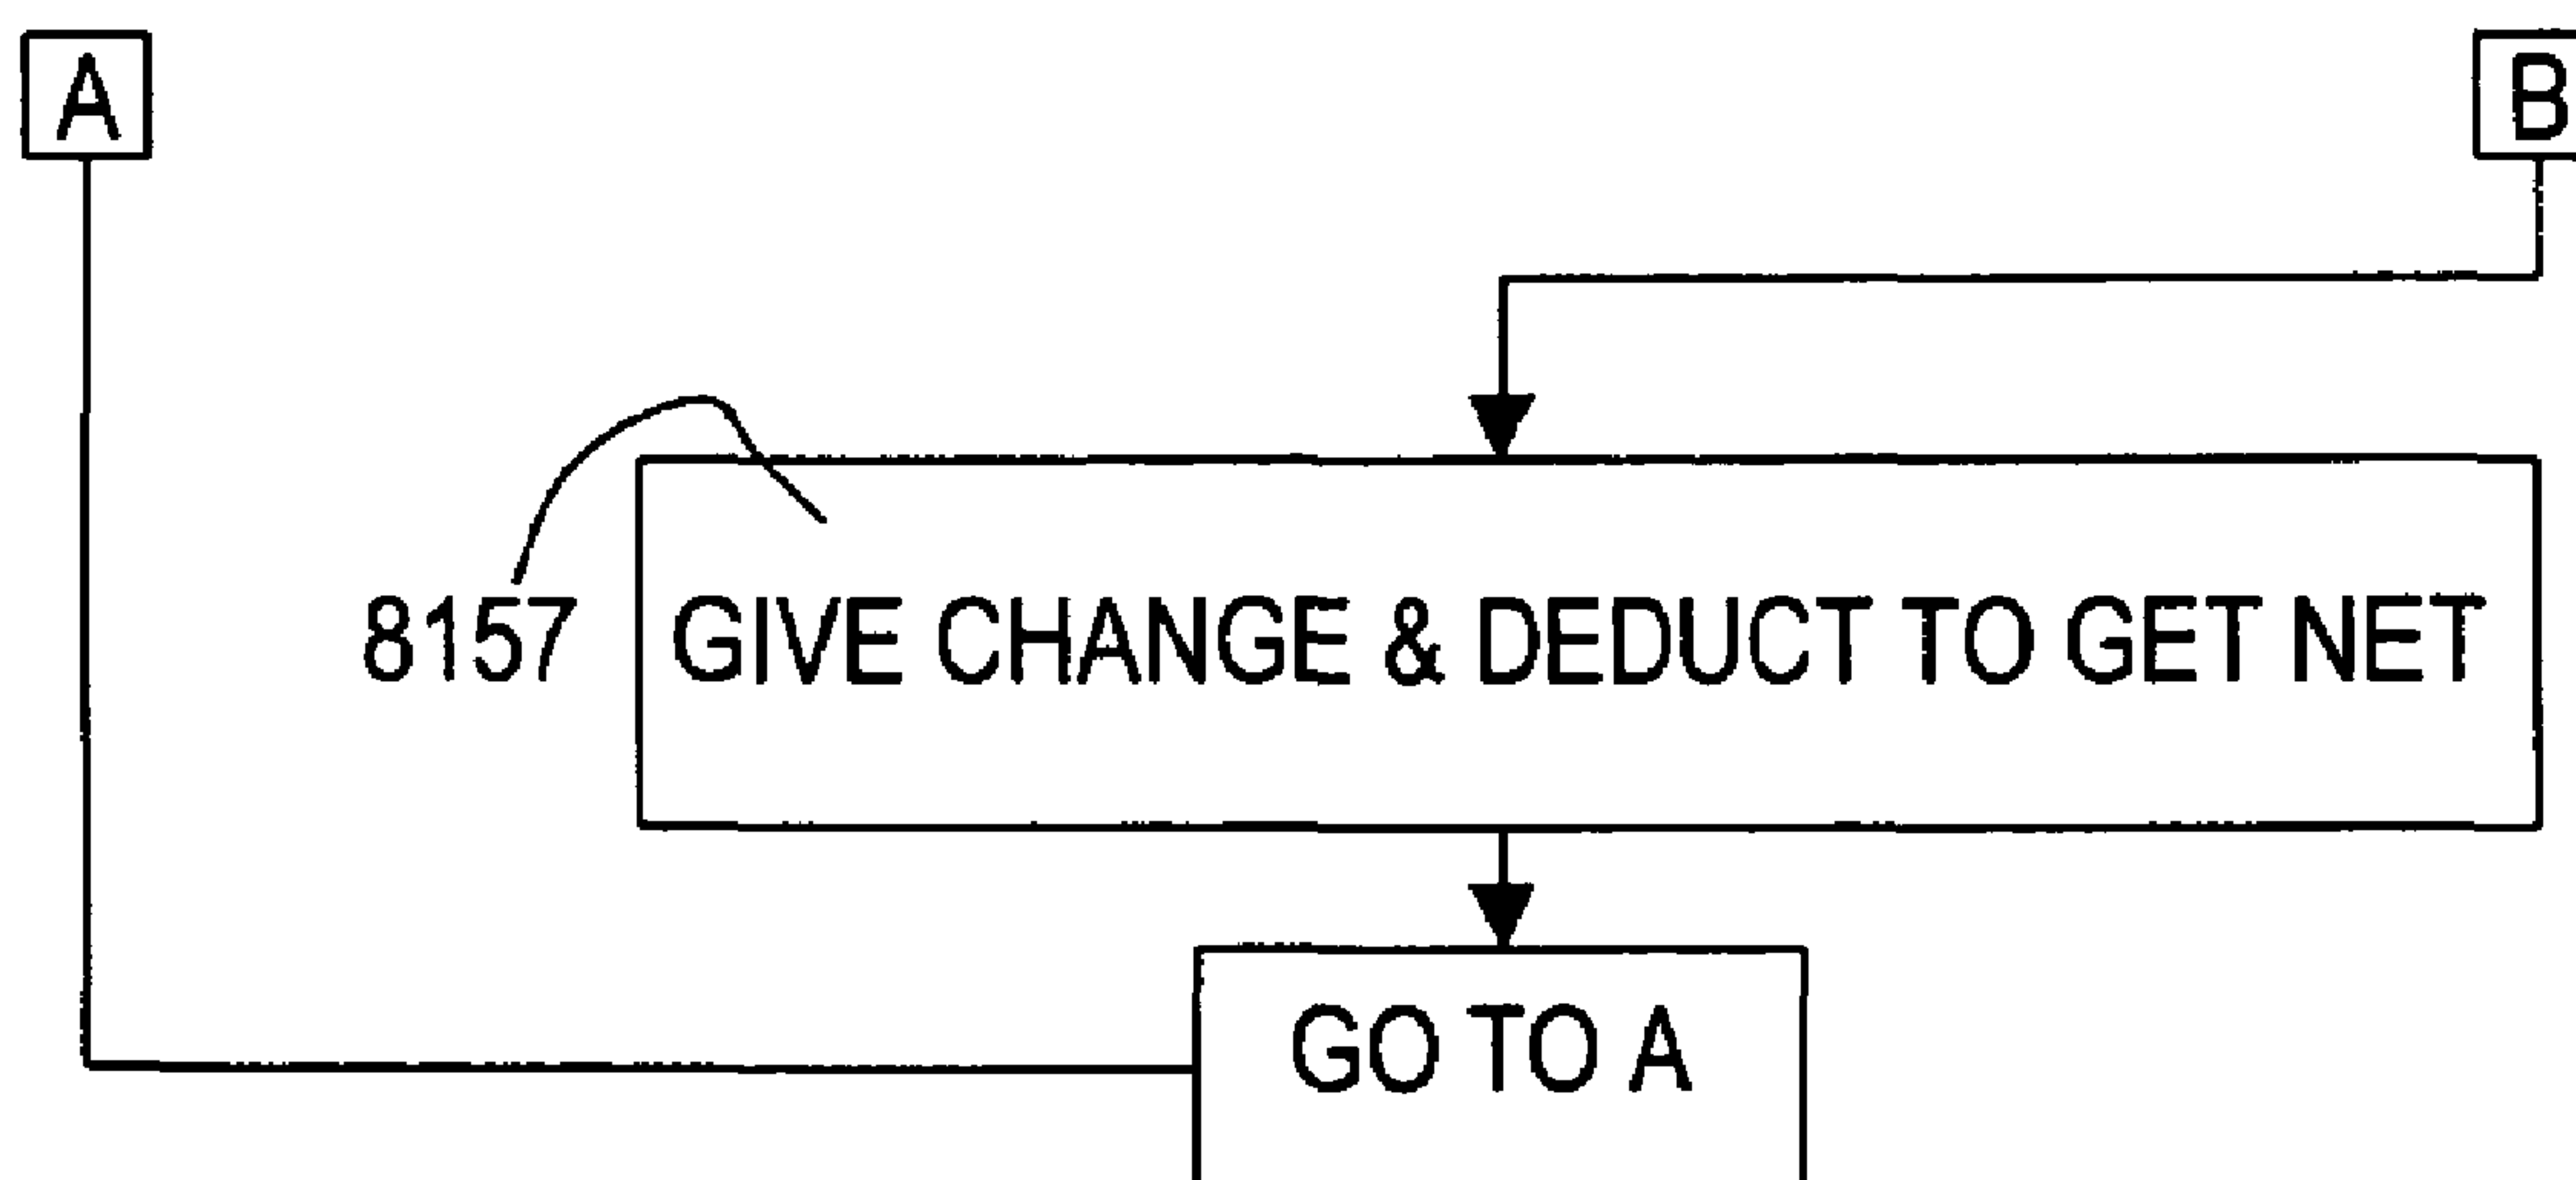 A
B
8157
GIVE CHANGE & DEDUCT TO GET NET
GO TO A